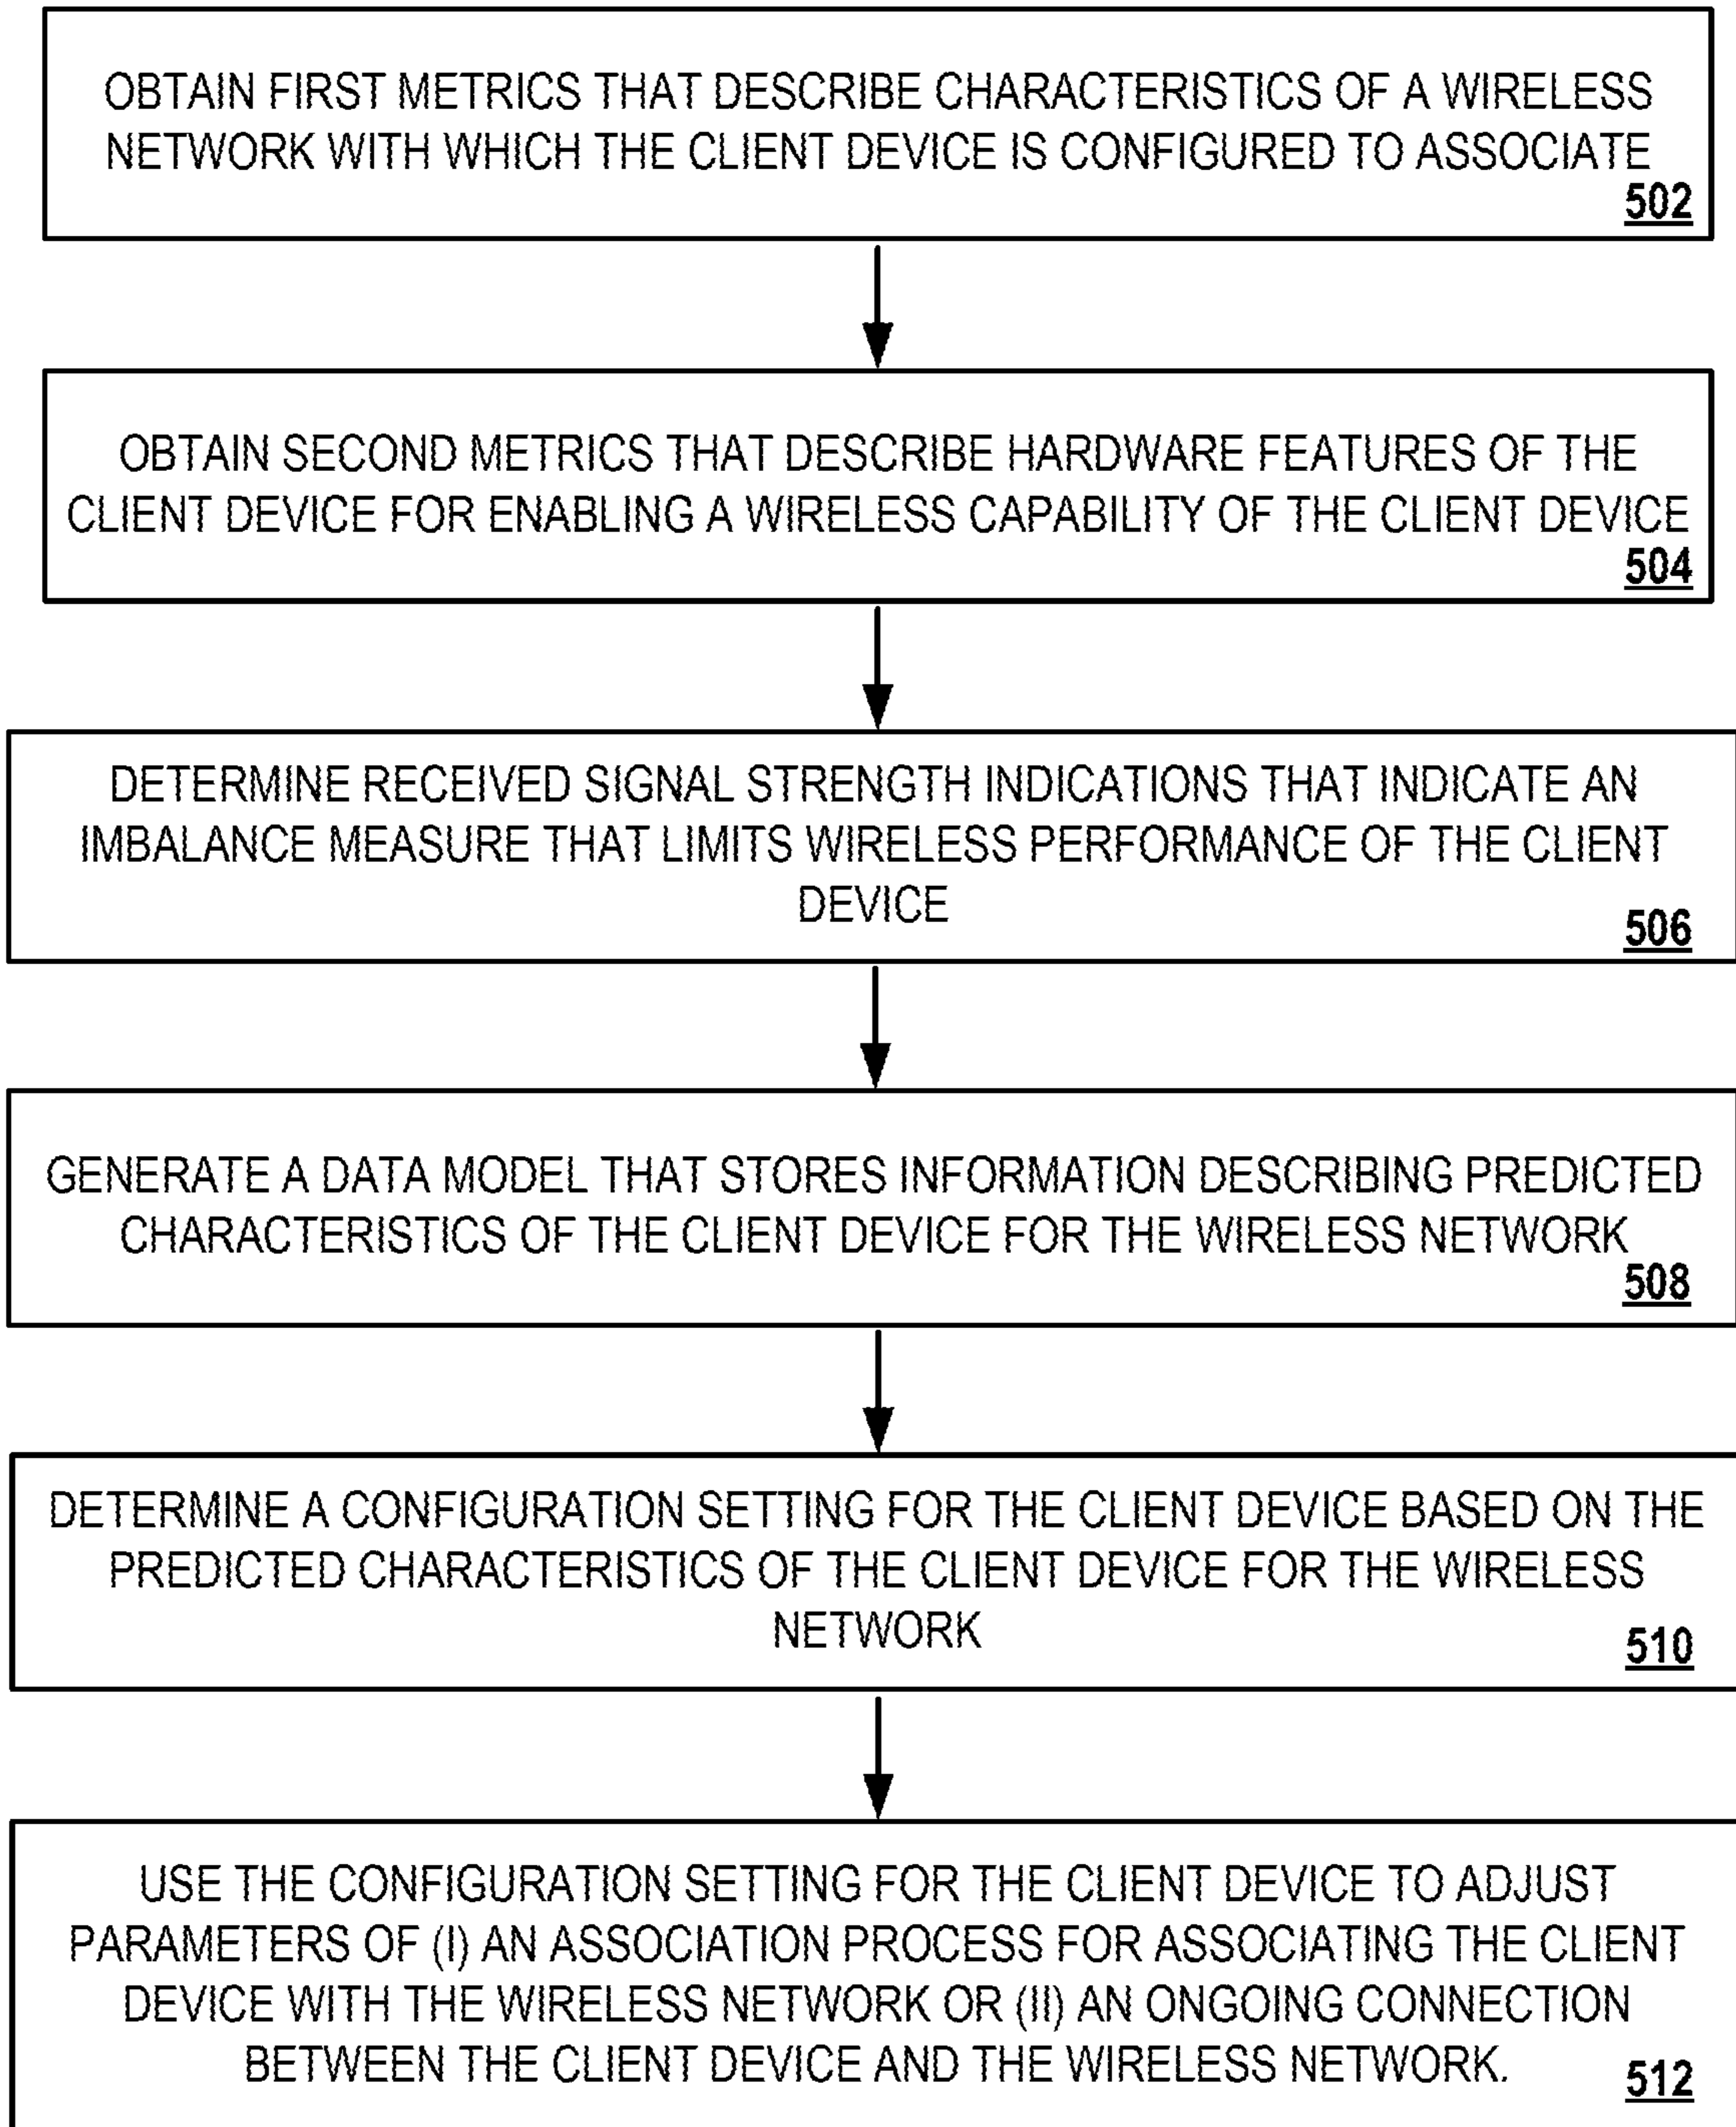 OBTAIN FIRST METRICS THAT DESCRIBE CHARACTERISTICS OF A WIRELESS
NETWORK WITH WHICH THE CLIENT DEVICE IS CONFIGURED TO ASSOCIATE
502
OBTAIN SECOND METRICS THAT DESCRIBE HARDWARE FEATURES OF THE
CLIENT DEVICE FOR ENABLING A WIRELESS CAPABILITY OF THE CLIENT DEVICE
504
DETERMINE RECEIVED SIGNAL STRENGTH INDICATIONS THAT INDICATE AN
IMBALANCE MEASURE THAT LIMITS WIRELESS PERFORMANCE OF THE CLIENT
DEVICE
506
GENERATE A DATA MODEL THAT STORES INFORMATION DESCRIBING PREDICTED
CHARACTERISTICS OF THE CLIENT DEVICE FOR THE WIRELESS NETWORK
508
DETERMINE A CONFIGURATION SETTING FOR THE CLIENT DEVICE BASED ON THE
PREDICTED CHARACTERISTICS OF THE CLIENT DEVICE FOR THE WIRELESS
NETWORK
510
USE THE CONFIGURATION SETTING FOR THE CLIENT DEVICE TO ADJUST
PARAMETERS OF (I) AN ASSOCIATION PROCESS FOR ASSOCIATING THE CLIENT
DEVICE WITH THE WIRELESS NETWORK OR (II) AN ONGOING CONNECTION
BETWEEN THE CLIENT DEVICE AND THE WIRELESS NETWORK.
512